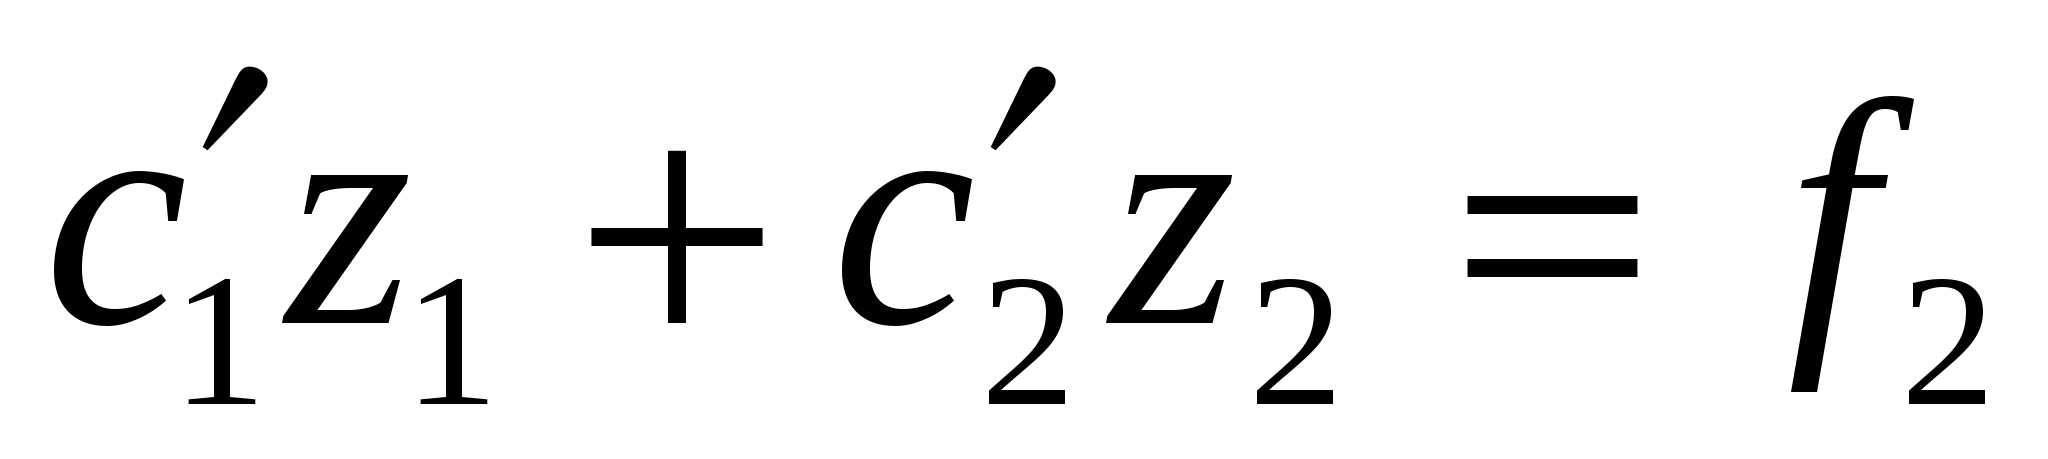 c′₁z₁ + c′₂z₂ = f₂